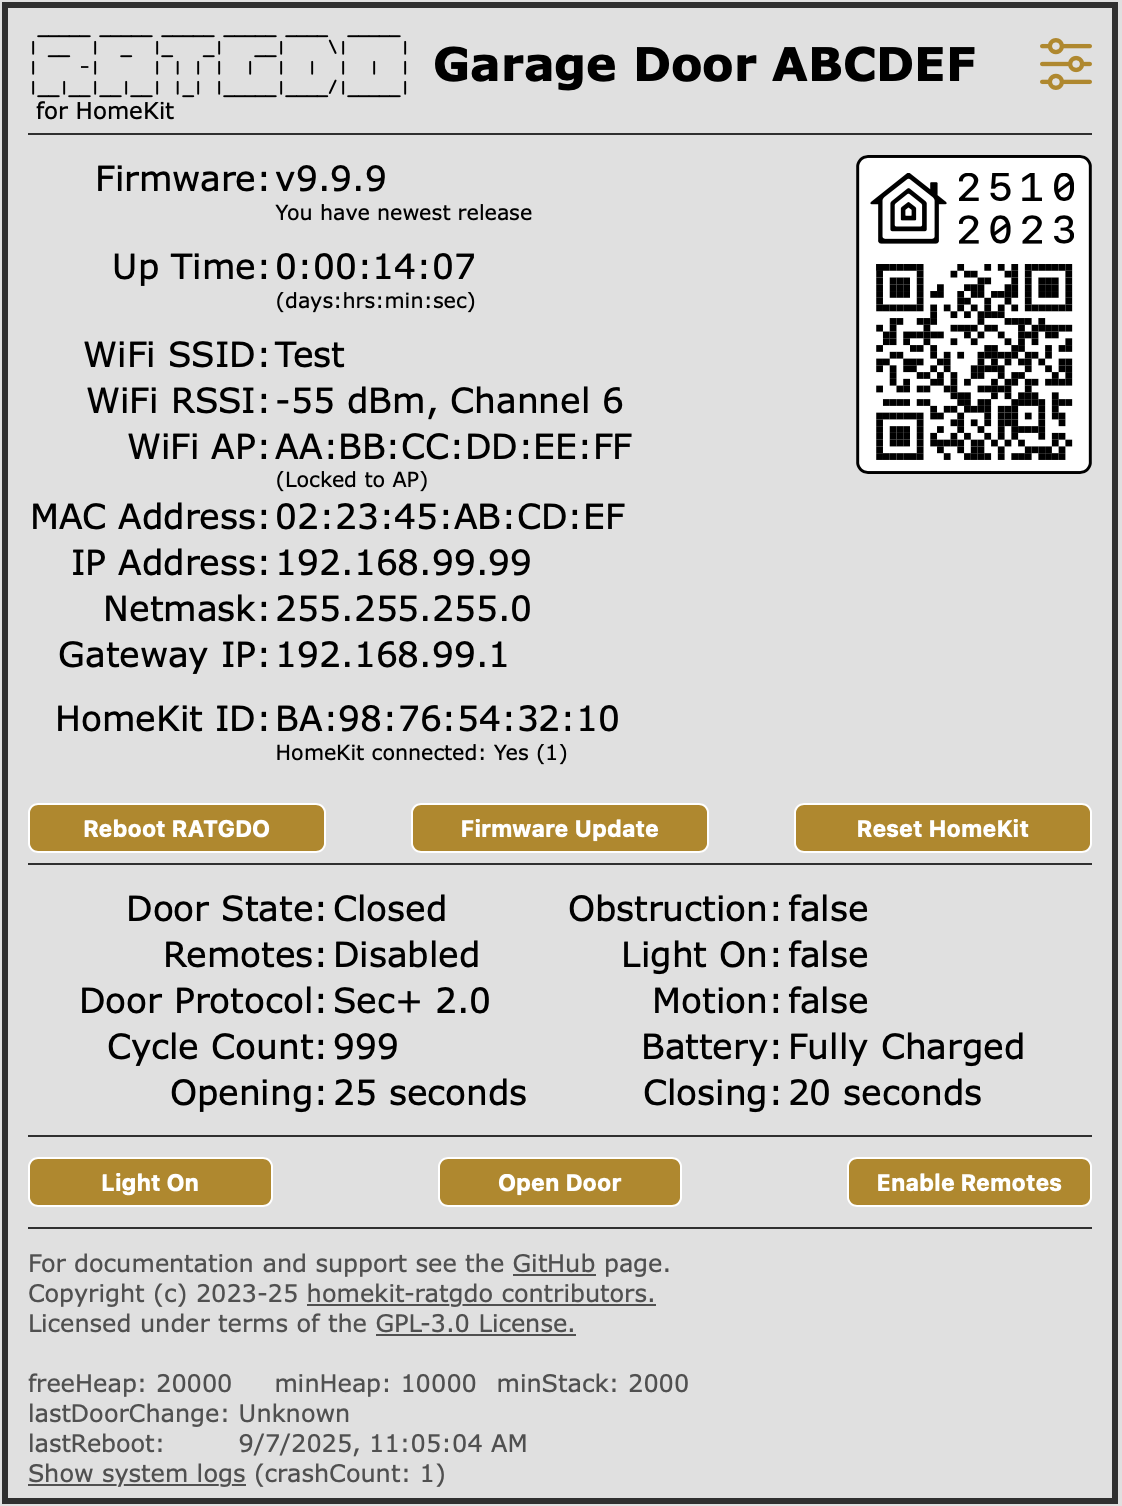 RATGDO
for HomeKit
Garage Door ABCDEF
Firmware: v9.9.9
You have newest release
2510
2023
Up Time: 0:00:14:07
(days:hrs:min:sec)
WiFi SSID: Test
WiFi RSSI: -55 dBm, Channel 6
WiFi AP: AA:BB:CC:DD:EE:FF
(Locked to AP)
MAC Address: 02:23:45:AB:CD:EF
IP Address: 192.168.99.99
Netmask: 255.255.255.0
Gateway IP: 192.168.99.1
HomeKit ID: BA:98:76:54:32:10
HomeKit connected: Yes (1)
Reboot RATGDO Firmware Update Reset HomeKit
Door State: Closed Obstruction: false
Remotes: Disabled Light On: false
Door Protocol: Sec+ 2.0 Motion: false
Cycle Count: 999 Battery: Fully Charged
Opening: 25 seconds Closing: 20 seconds
Light On Open Door Enable Remotes
For documentation and support see the GitHub page.
Copyright (c) 2023-25 homekit-ratgdo contributors.
Licensed under terms of the GPL-3.0 License.
freeHeap: 20000 minHeap: 10000 minStack: 2000
lastDoorChange: Unknown
lastReboot: 9/7/2025, 11:05:04 AM
Show system logs (crashCount: 1)